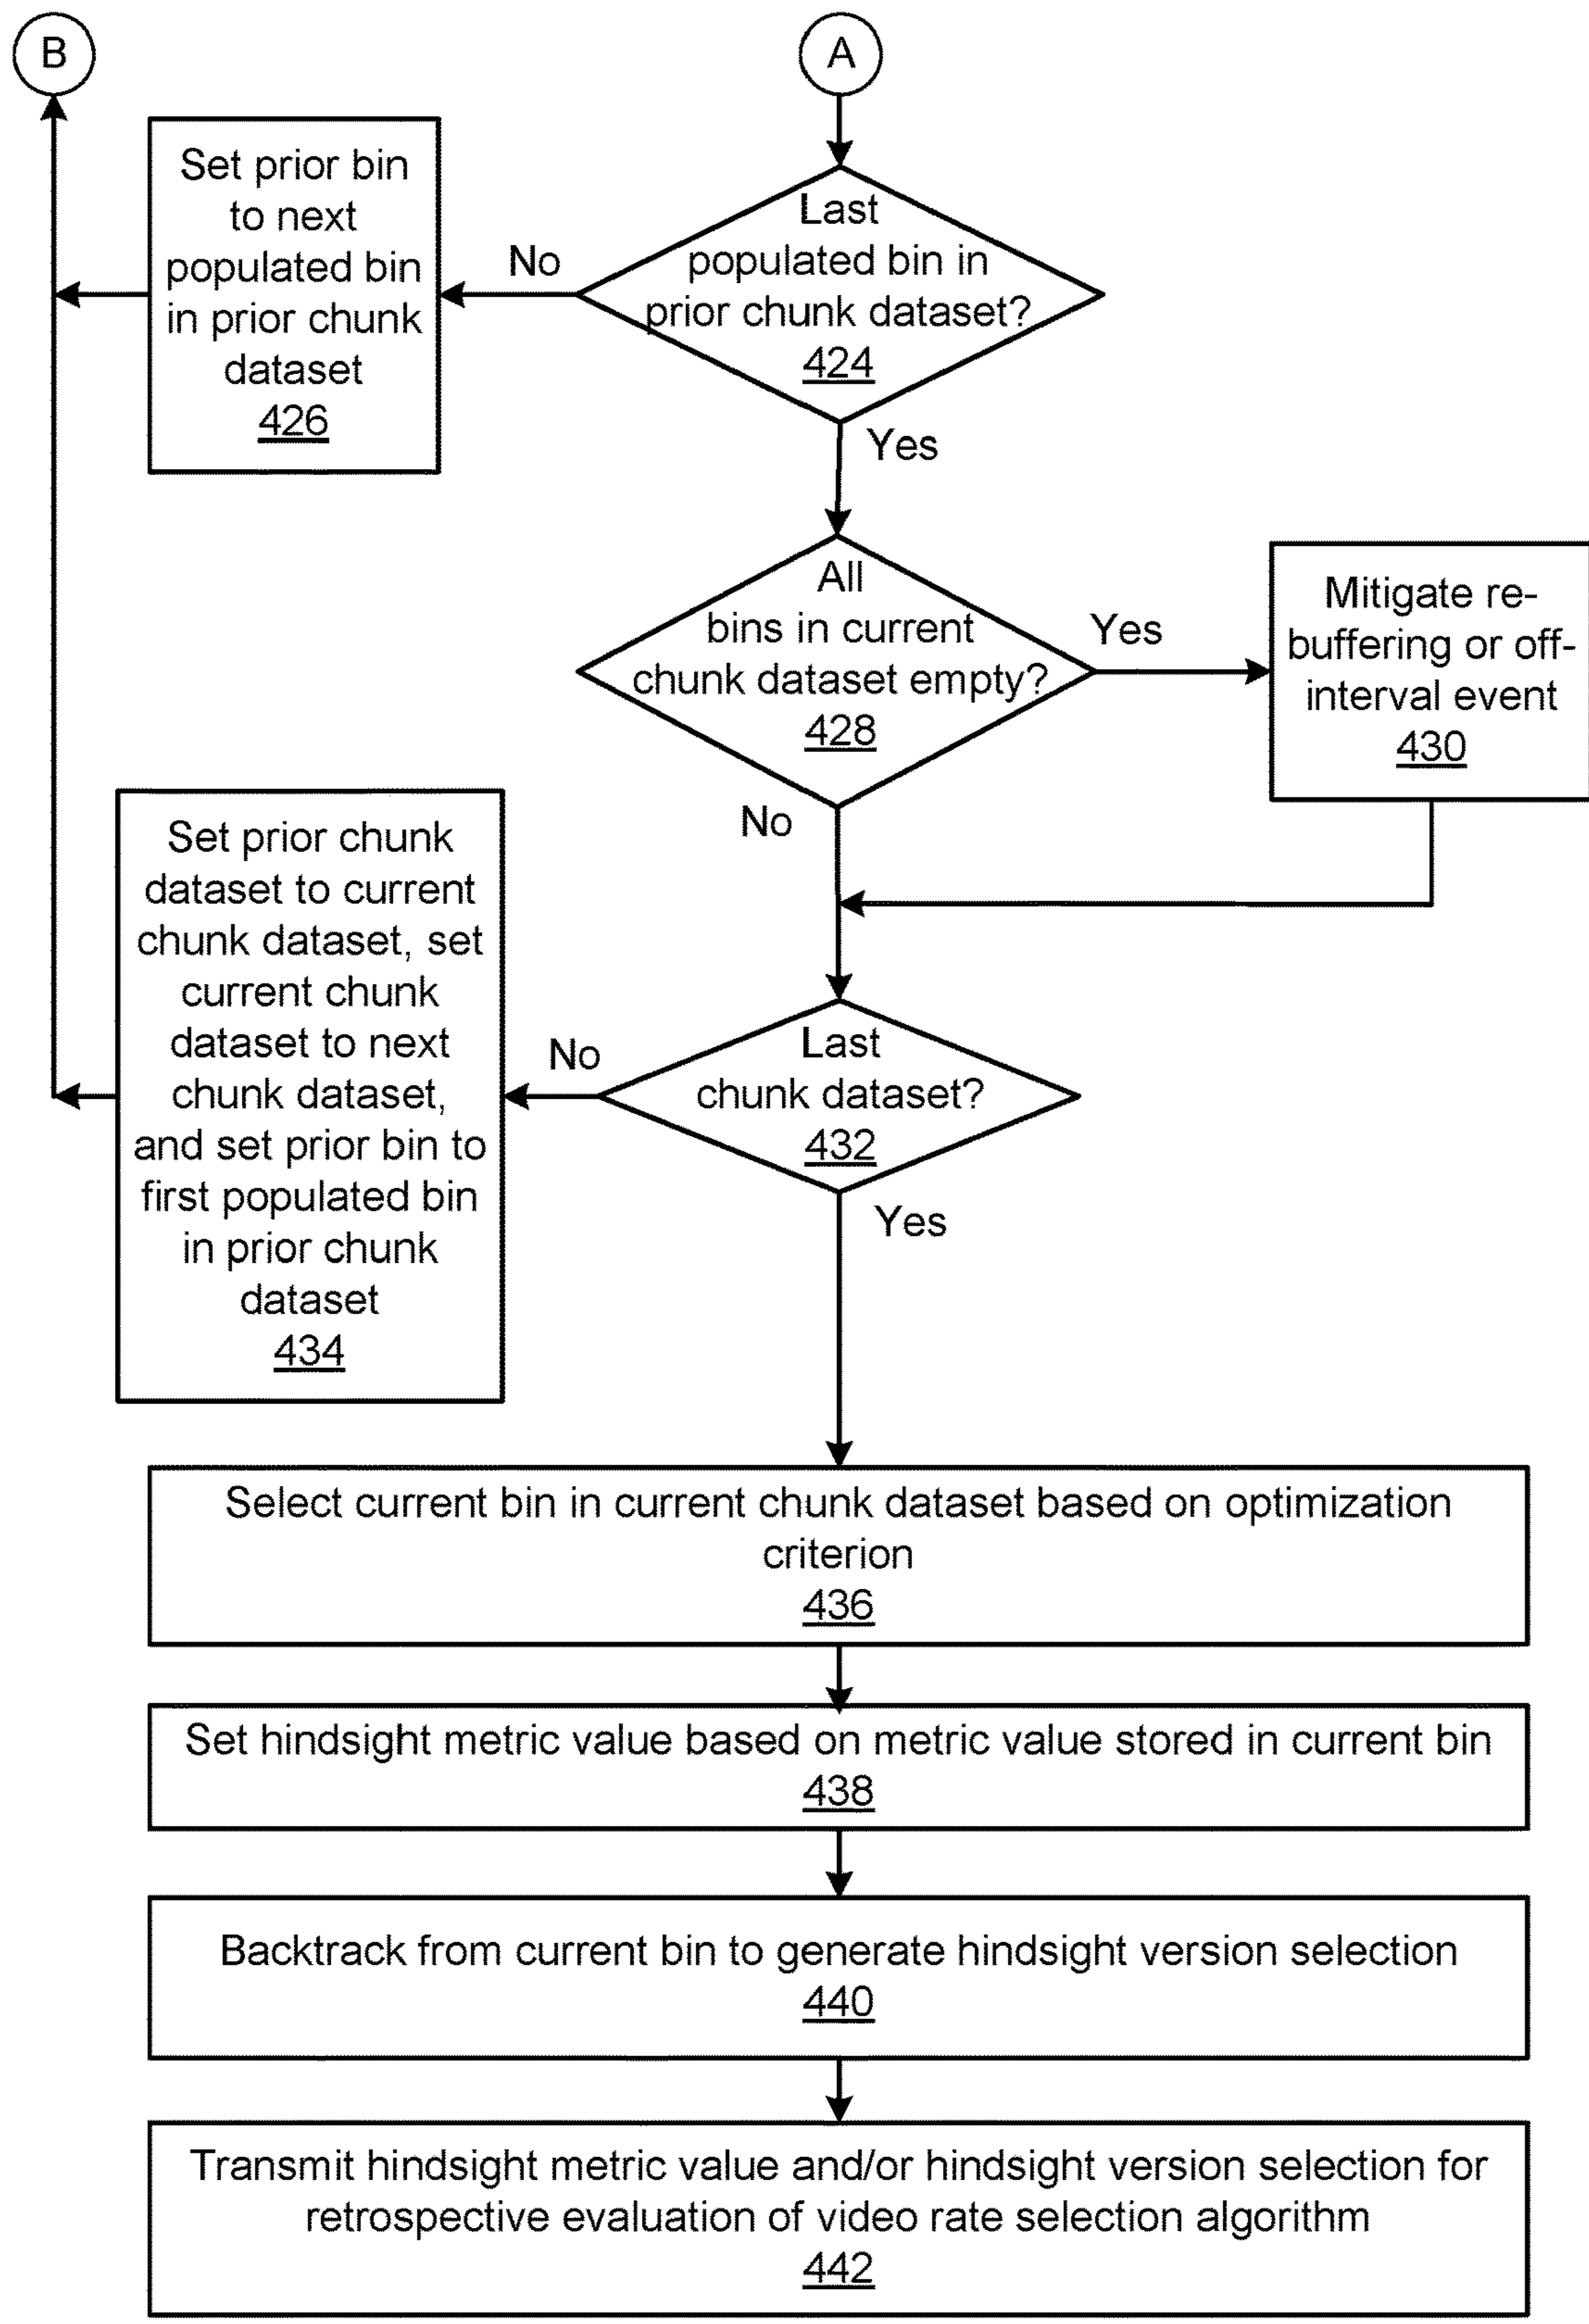 B
A
Set prior bin
to next
populated bin
in prior chunk
dataset
426
No
Last
populated bin in
prior chunk dataset?
424
Yes
All
bins in current
chunk dataset empty?
428
Yes
Mitigate re-
buffering or off-
interval event
430
No
Set prior chunk
dataset to current
chunk dataset, set
current chunk
dataset to next
chunk dataset,
and set prior bin to
first populated bin
in prior chunk
dataset
434
No
Last
chunk dataset?
432
Yes
Select current bin in current chunk dataset based on optimization
criterion
436
Set hindsight metric value based on metric value stored in current bin
438
Backtrack from current bin to generate hindsight version selection
440
Transmit hindsight metric value and/or hindsight version selection for
retrospective evaluation of video rate selection algorithm
442